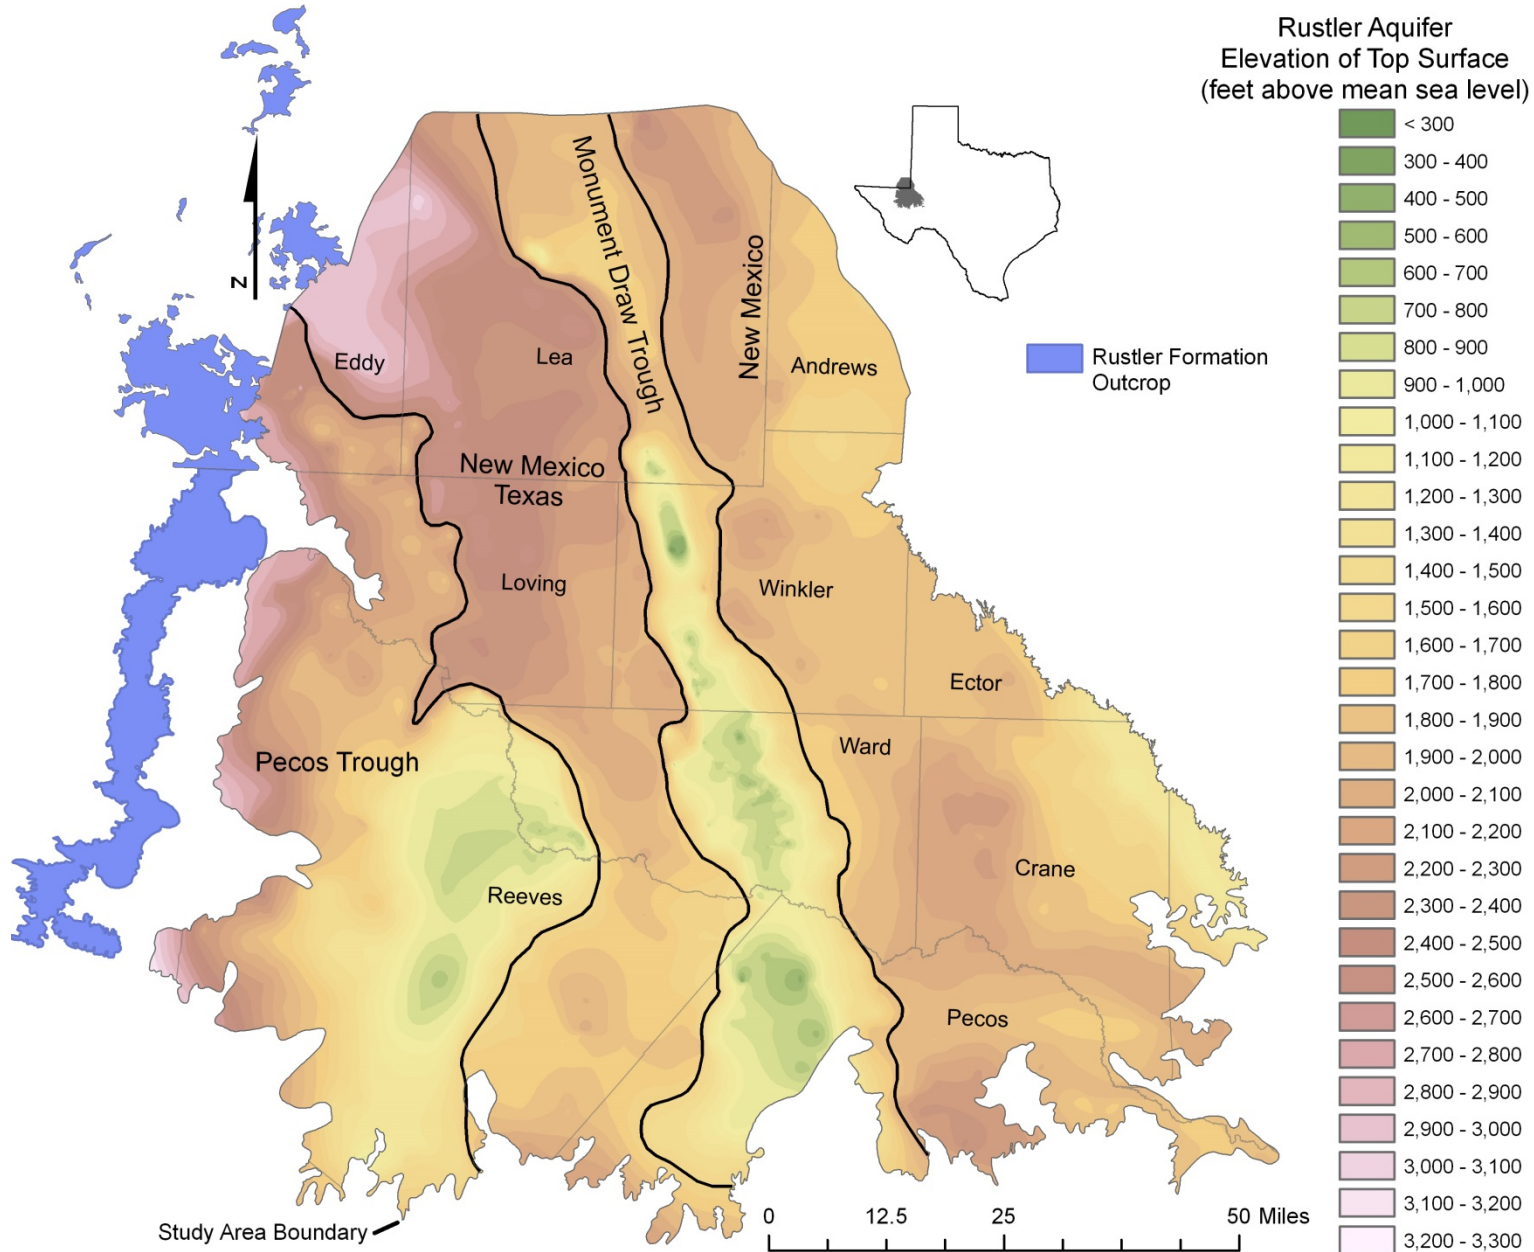 Rustler Aquifer
Elevation of Top Surface
(feet above mean sea level)
< 300
300 - 400
400 - 500
500 - 600
600 - 700
700 - 800
800 - 900
900 - 1,000
1,000 - 1,100
1,100 - 1,200
1,200 - 1,300
1,300 - 1,400
1,400 - 1,500
1,500 - 1,600
1,600 - 1,700
1,700 - 1,800
1,800 - 1,900
1,900 - 2,000
2,000 - 2,100
2,100 - 2,200
2,200 - 2,300
2,300 - 2,400
2,400 - 2,500
2,500 - 2,600
2,600 - 2,700
2,700 - 2,800
2,800 - 2,900
2,900 - 3,000
3,000 - 3,100
3,100 - 3,200
3,200 - 3,300
Rustler Formation
Outcrop
N
Monument Draw Trough
New Mexico
Eddy
Lea
Andrews
New Mexico
Texas
Loving
Winkler
Ector
Ward
Pecos Trough
Crane
Reeves
Pecos
Study Area Boundary
0 12.5 25 50 Miles